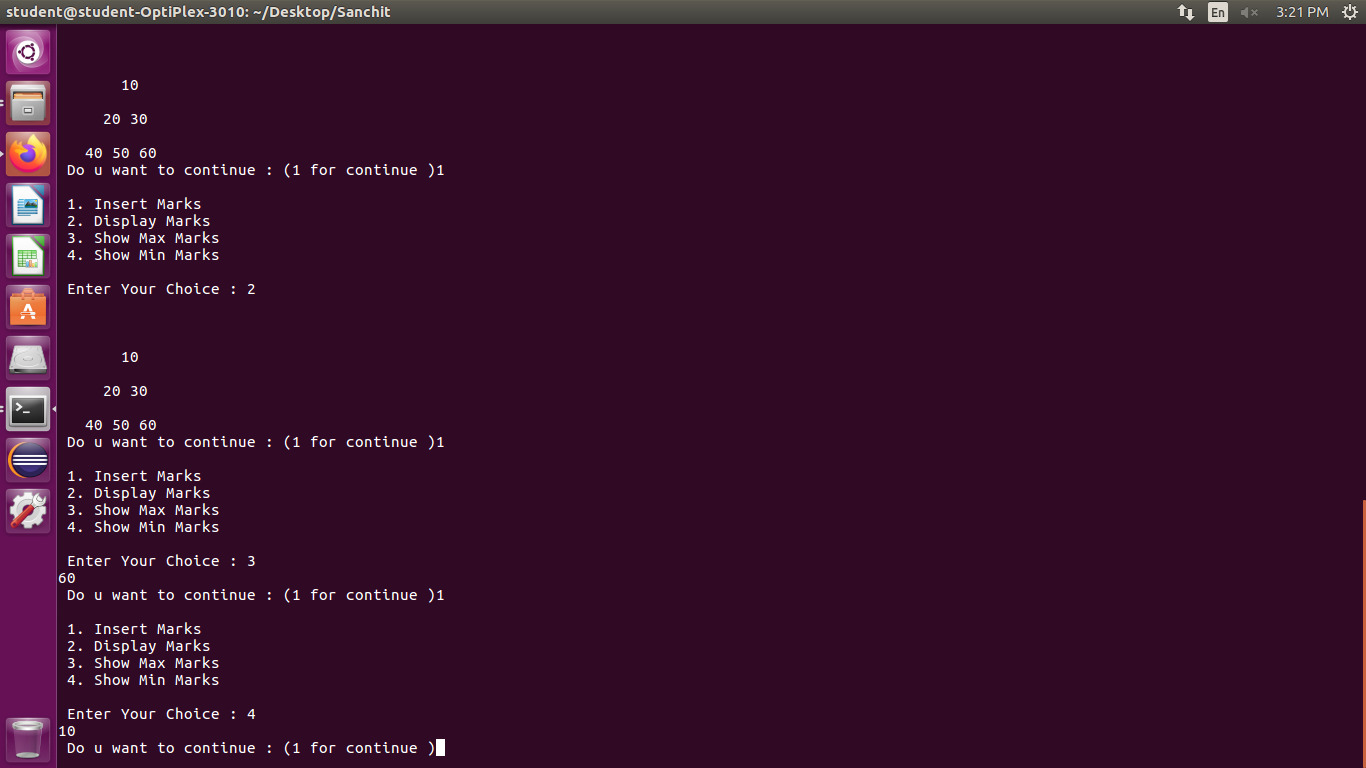 student@student-OptiPlex-3010: ~/Desktop/Sanchit
En
3:21 PM
10
20 30
40 50 60
Do u want to continue : (1 for continue )1
1. Insert Marks
2. Display Marks
3. Show Max Marks
4. Show Min Marks
Enter Your Choice : 2
10
20 30
40 50 60
Do u want to continue : (1 for continue )1
1. Insert Marks
2. Display Marks
3. Show Max Marks
4. Show Min Marks
Enter Your Choice : 3
60
Do u want to continue : (1 for continue )1
1. Insert Marks
2. Display Marks
3. Show Max Marks
4. Show Min Marks
Enter Your Choice : 4
10
Do u want to continue : (1 for continue )